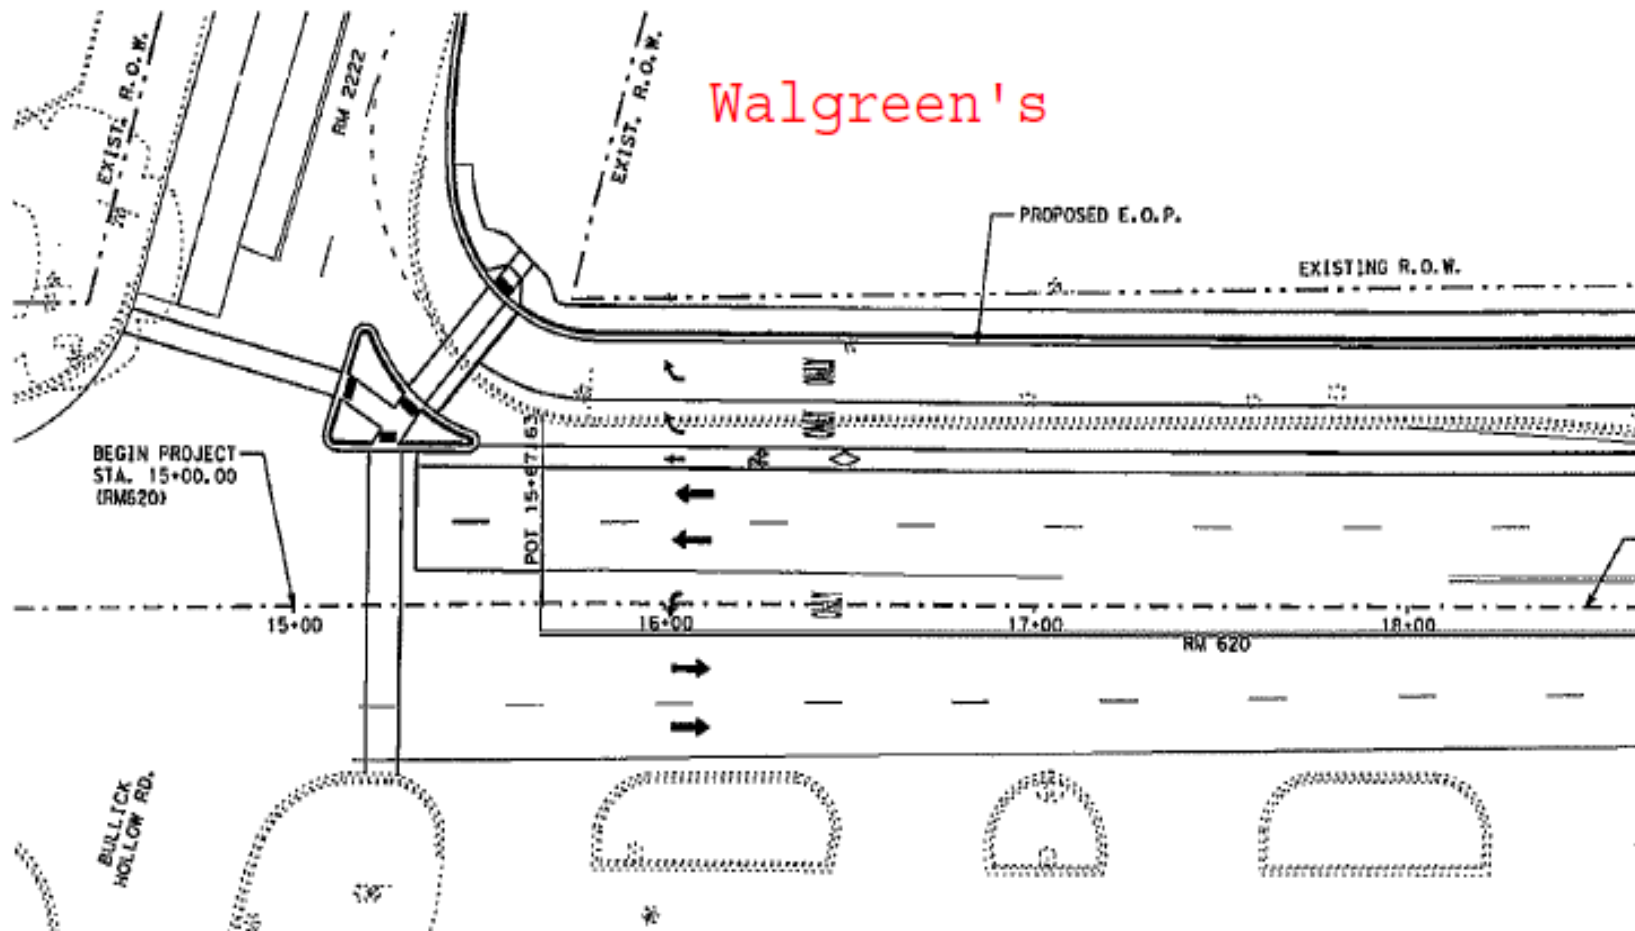 EXIST. R.O.W.
RM 2222
EXIST. R.O.W.
Walgreen's
PROPOSED E.O.P.
EXISTING R.O.W.
BEGIN PROJECT
STA. 15+00.00
(RM620)
POT 15+67.63
ONLY
ONLY
ONLY
15+00
16+00
17+00
18+00
RM 620
BULLICK
HOLLOW RD.